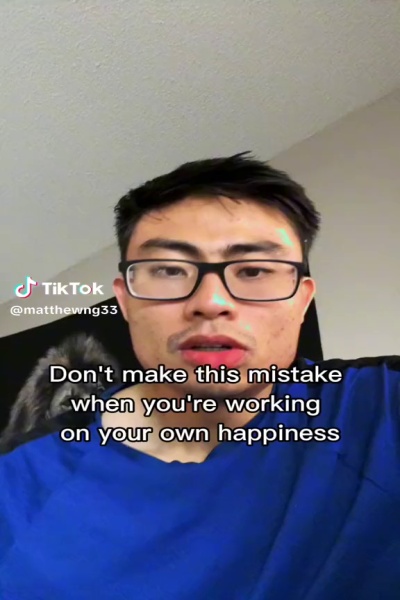 TikTok
@matthewng33
Don't make this mistake
when you're working
on your own happiness